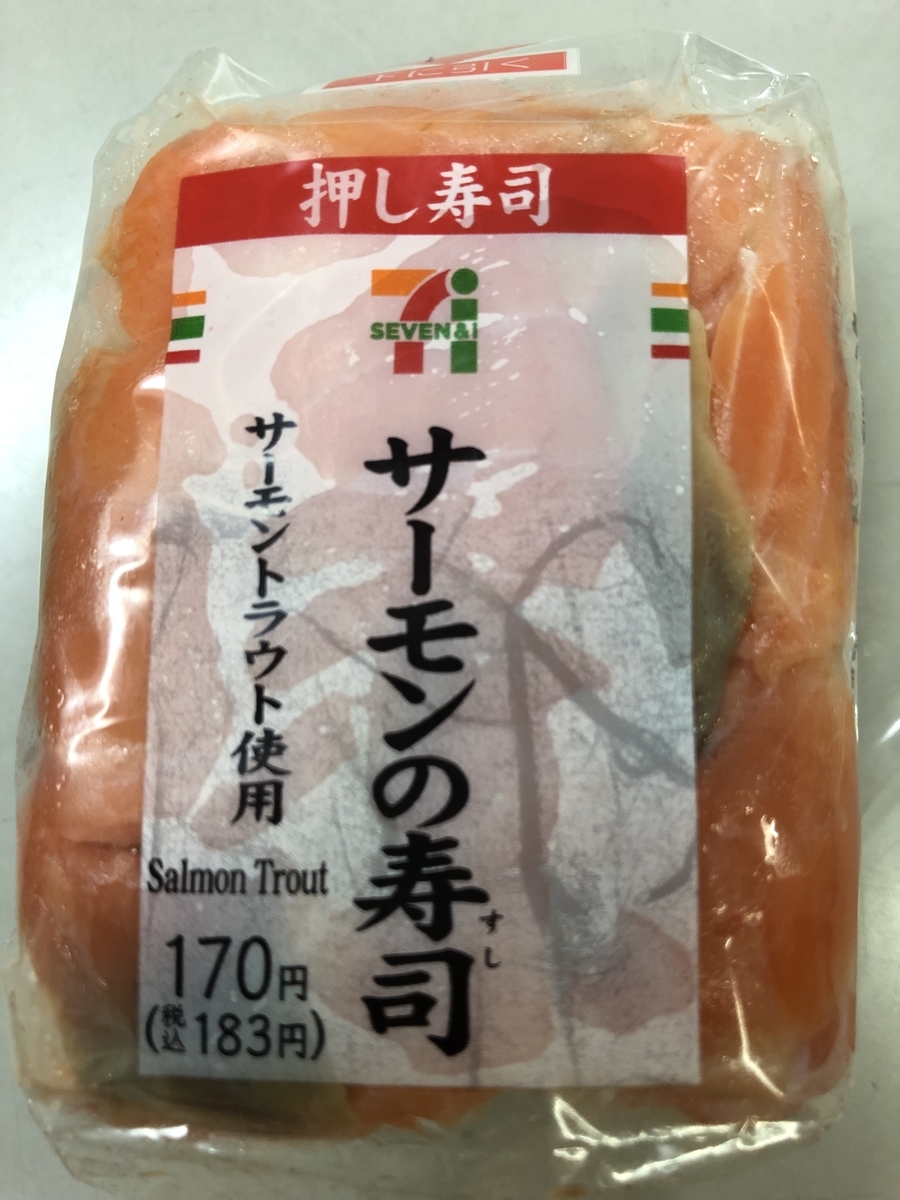 押し寿司
SEVEN&i
サーモンの寿司
すし
サーモントラウト使用
Salmon Trout
170円
(税込183円)